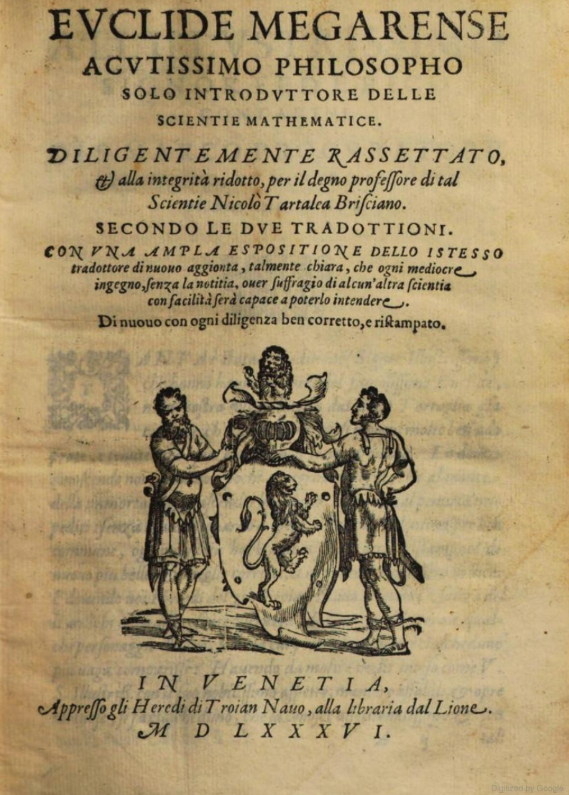 EVCLIDE MEGARENSE
ACVTISSIMO PHILOSOPHO
SOLO INTRODVTTORE DELLE
SCIENTIE MATHEMATICE.
DILIGENTEMENTE RASSETTATO,
& alla integrità ridotto, per il degno professore di tal
Scientie Nicolò Tartalea Brisciano.
SECONDO LE DVE TRADOTTIONI.
CON VNA AMPLA ESPOSITIONE DELLO ISTESSO
tradottore di nuouo aggionta, talmente chiara, che ogni mediocre
ingegno, senza la notitia, ouer suffragio di alcun'altra scientia
con facilità serà capace a poterlo intendere.
Di nuouo con ogni diligenza ben corretto, e ristampato.
IN VENETIA,
Appresso gli Heredi di Troian Nauo, alla libraria dal Lione.
M D LXXXVI.
Digitized by Google